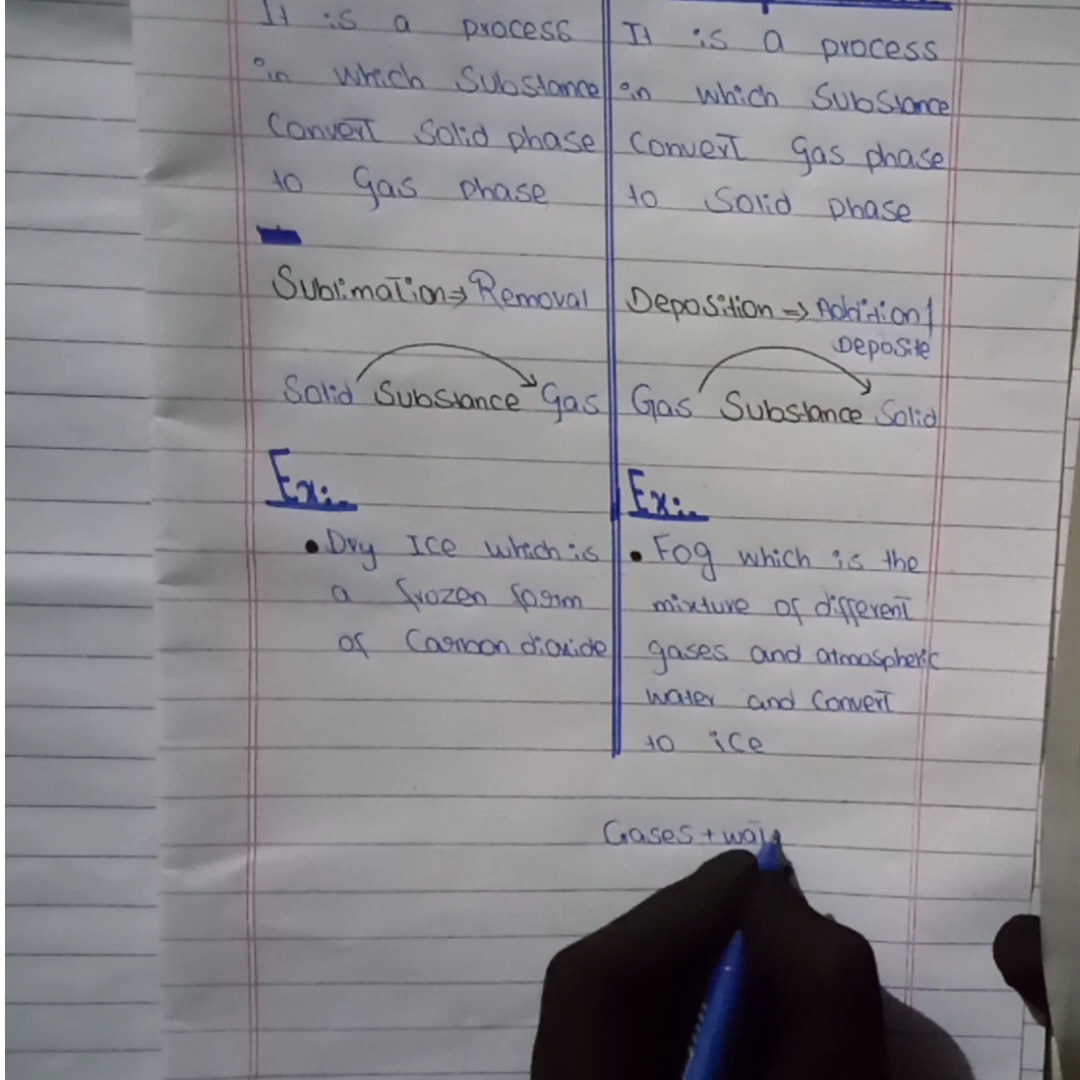 It is a process
in which Substance
Convert Solid phase
to Gas phase
Sublimation => Removal
Solid Substance Gas
Ex:-
• Dry Ice which is
a frozen form
of Carbon dioxide
It is a process
in which Substance
Convert Gas phase
to Solid phase
Deposition => Addition/
Deposite
Gas Substance Solid
Ex:-
• Fog which is the
mixture of different
gases and atmospheric
water and Convert
to ice
Gases +